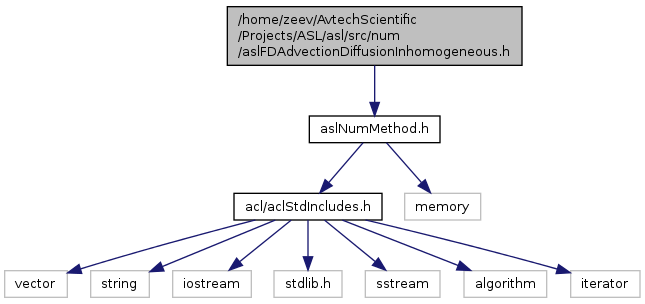 /home/zeev/AvtechScientific
/Projects/ASL/asl/src/num
/aslFDAdvectionDiffusionInhomogeneous.h
aslNumMethod.h
acl/aclStdIncludes.h
memory
vector
string
iostream
stdlib.h
sstream
algorithm
iterator